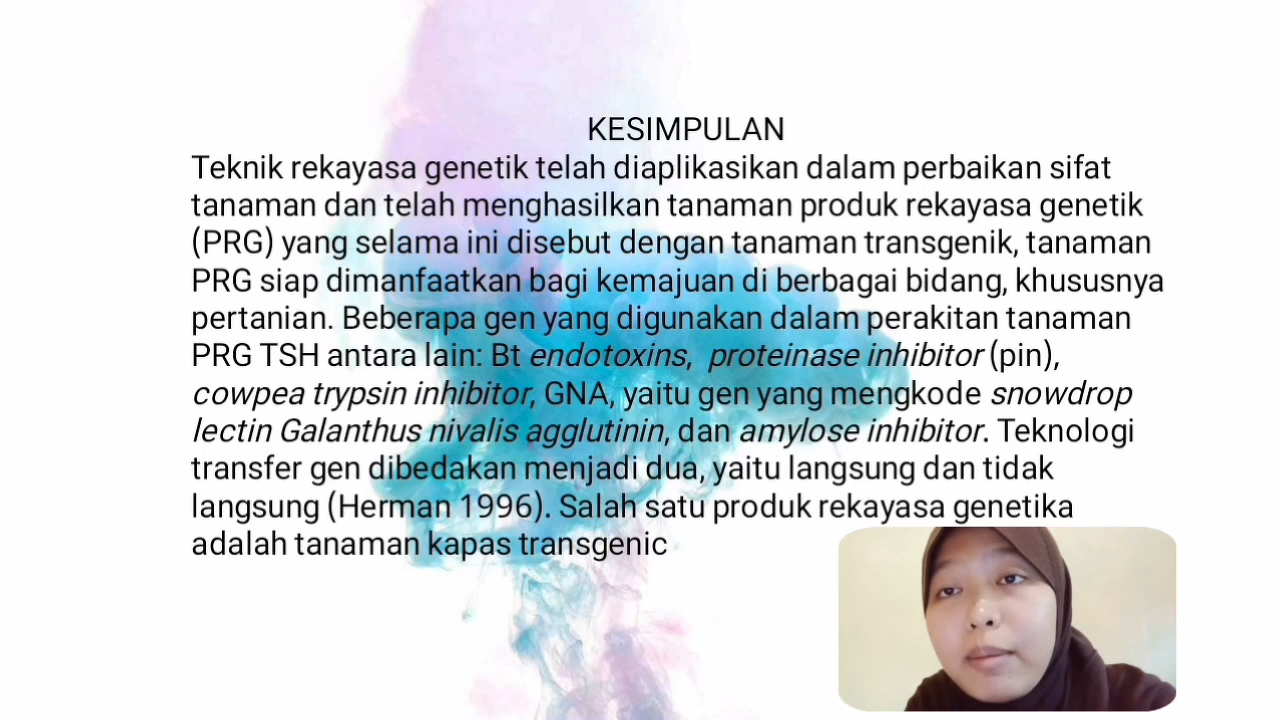 KESIMPULAN
Teknik rekayasa genetik telah diaplikasikan dalam perbaikan sifat
tanaman dan telah menghasilkan tanaman produk rekayasa genetik
(PRG) yang selama ini disebut dengan tanaman transgenik, tanaman
PRG siap dimanfaatkan bagi kemajuan di berbagai bidang, khususnya
pertanian. Beberapa gen yang digunakan dalam perakitan tanaman
PRG TSH antara lain: Bt endotoxins,  proteinase inhibitor (pin),
cowpea trypsin inhibitor, GNA, yaitu gen yang mengkode snowdrop
lectin Galanthus nivalis agglutinin, dan amylose inhibitor. Teknologi
transfer gen dibedakan menjadi dua, yaitu langsung dan tidak
langsung (Herman 1996). Salah satu produk rekayasa genetika
adalah tanaman kapas transgenic